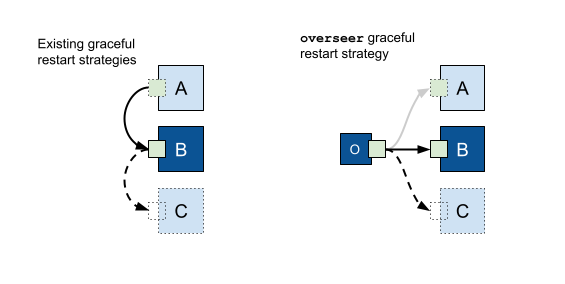 Existing graceful
restart strategies
A
B
C
overseer graceful
restart strategy
A
O
B
C